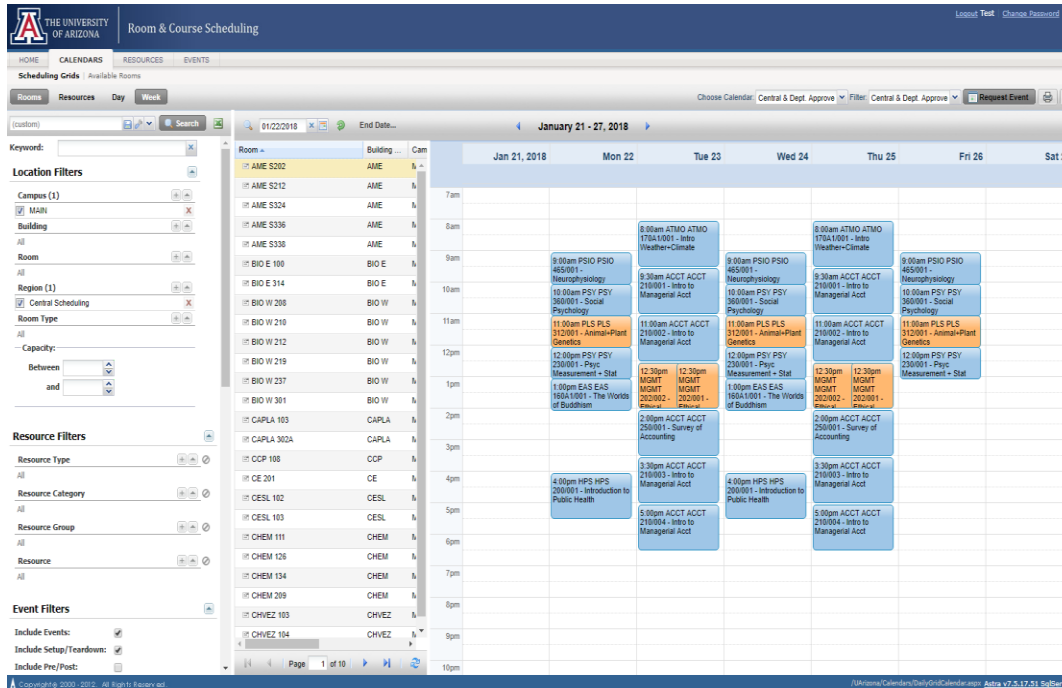 THE UNIVERSITY
OF ARIZONA
Room & Course Scheduling
Logout Test Change Password
HOME CALENDARS RESOURCES EVENTS
Scheduling Grids | Available Rooms
Rooms Resources Day Week
Choose Calendar: Central & Dept. Approve Filter: Central & Dept. Approve Request Event
(custom) Search
01/22/2018 End Date...
January 21 - 27, 2018
Keyword:
Location Filters
Campus (1)
MAIN
Building
All
Room
Region (1)
Central Scheduling
Room Type
All
Capacity:
Between
and
Resource Filters
Resource Type
All
Resource Category
All
Resource Group
All
Resource
All
Event Filters
Include Events:
Include Setup/Teardown:
Include Pre/Post:
Room Building ... Cam
AME S202 AME
AME S212 AME
AME S324 AME
AME S336 AME
AME S338 AME
BIO E 100 BIO E
BIO E 314 BIO E
BIO W 208 BIO W
BIO W 210 BIO W
BIO W 212 BIO W
BIO W 219 BIO W
BIO W 237 BIO W
BIO W 301 BIO W
CAPLA 103 CAPLA
CAPLA 302A CAPLA
CCP 108 CCP
CE 201 CE
CESL 102 CESL
CESL 103 CESL
CHEM 111 CHEM
CHEM 126 CHEM
CHEM 134 CHEM
CHEM 209 CHEM
CHVEZ 103 CHVEZ
CHVEZ 104 CHVEZ
Page 1 of 10
Jan 21, 2018 Mon 22 Tue 23 Wed 24 Thu 25 Fri 26 Sat
7am
8am
9am
10am
11am
12pm
1pm
2pm
3pm
4pm
5pm
6pm
7pm
8pm
9pm
10pm
9:00am PSIO PSIO
465/001 -
Neurophysiology
10:00am PSY PSY
360/001 - Social
Psychology
11:00am PLS PLS
312/001 - Animal+Plant
Genetics
12:00pm PSY PSY
230/001 - Psyc
Measurement + Stat
1:00pm EAS EAS
160A1/001 - The Worlds
of Buddhism
4:00pm HPS HPS
200/001 - Introduction to
Public Health
8:00am ATMO ATMO
170A1/001 - Intro
Weather+Climate
9:30am ACCT ACCT
210/001 - Intro to
Managerial Acct
11:00am ACCT ACCT
210/002 - Intro to
Managerial Acct
12:30pm
MGMT
MGMT
202/002 -
Ethical
12:30pm
MGMT
MGMT
202/001 -
Ethical
2:00pm ACCT ACCT
250/001 - Survey of
Accounting
3:30pm ACCT ACCT
210/003 - Intro to
Managerial Acct
5:00pm ACCT ACCT
210/004 - Intro to
Managerial Acct
9:00am PSIO PSIO
465/001 -
Neurophysiology
10:00am PSY PSY
360/001 - Social
Psychology
11:00am PLS PLS
312/001 - Animal+Plant
Genetics
12:00pm PSY PSY
230/001 - Psyc
Measurement + Stat
1:00pm EAS EAS
160A1/001 - The Worlds
of Buddhism
4:00pm HPS HPS
200/001 - Introduction to
Public Health
8:00am ATMO ATMO
170A1/001 - Intro
Weather+Climate
9:30am ACCT ACCT
210/001 - Intro to
Managerial Acct
11:00am ACCT ACCT
210/002 - Intro to
Managerial Acct
12:30pm
MGMT
MGMT
202/002 -
Ethical
12:30pm
MGMT
MGMT
202/001 -
Ethical
2:00pm ACCT ACCT
250/001 - Survey of
Accounting
3:30pm ACCT ACCT
210/003 - Intro to
Managerial Acct
5:00pm ACCT ACCT
210/004 - Intro to
Managerial Acct
9:00am PSIO PSIO
465/001 -
Neurophysiology
10:00am PSY PSY
360/001 - Social
Psychology
11:00am PLS PLS
312/001 - Animal+Plant
Genetics
12:00pm PSY PSY
230/001 - Psyc
Measurement + Stat
Copyright© 2000 - 2012. All Rights Reserved.
/UArizona/Calendars/DailyGridCalendar.aspx Astra v7.5.17.51